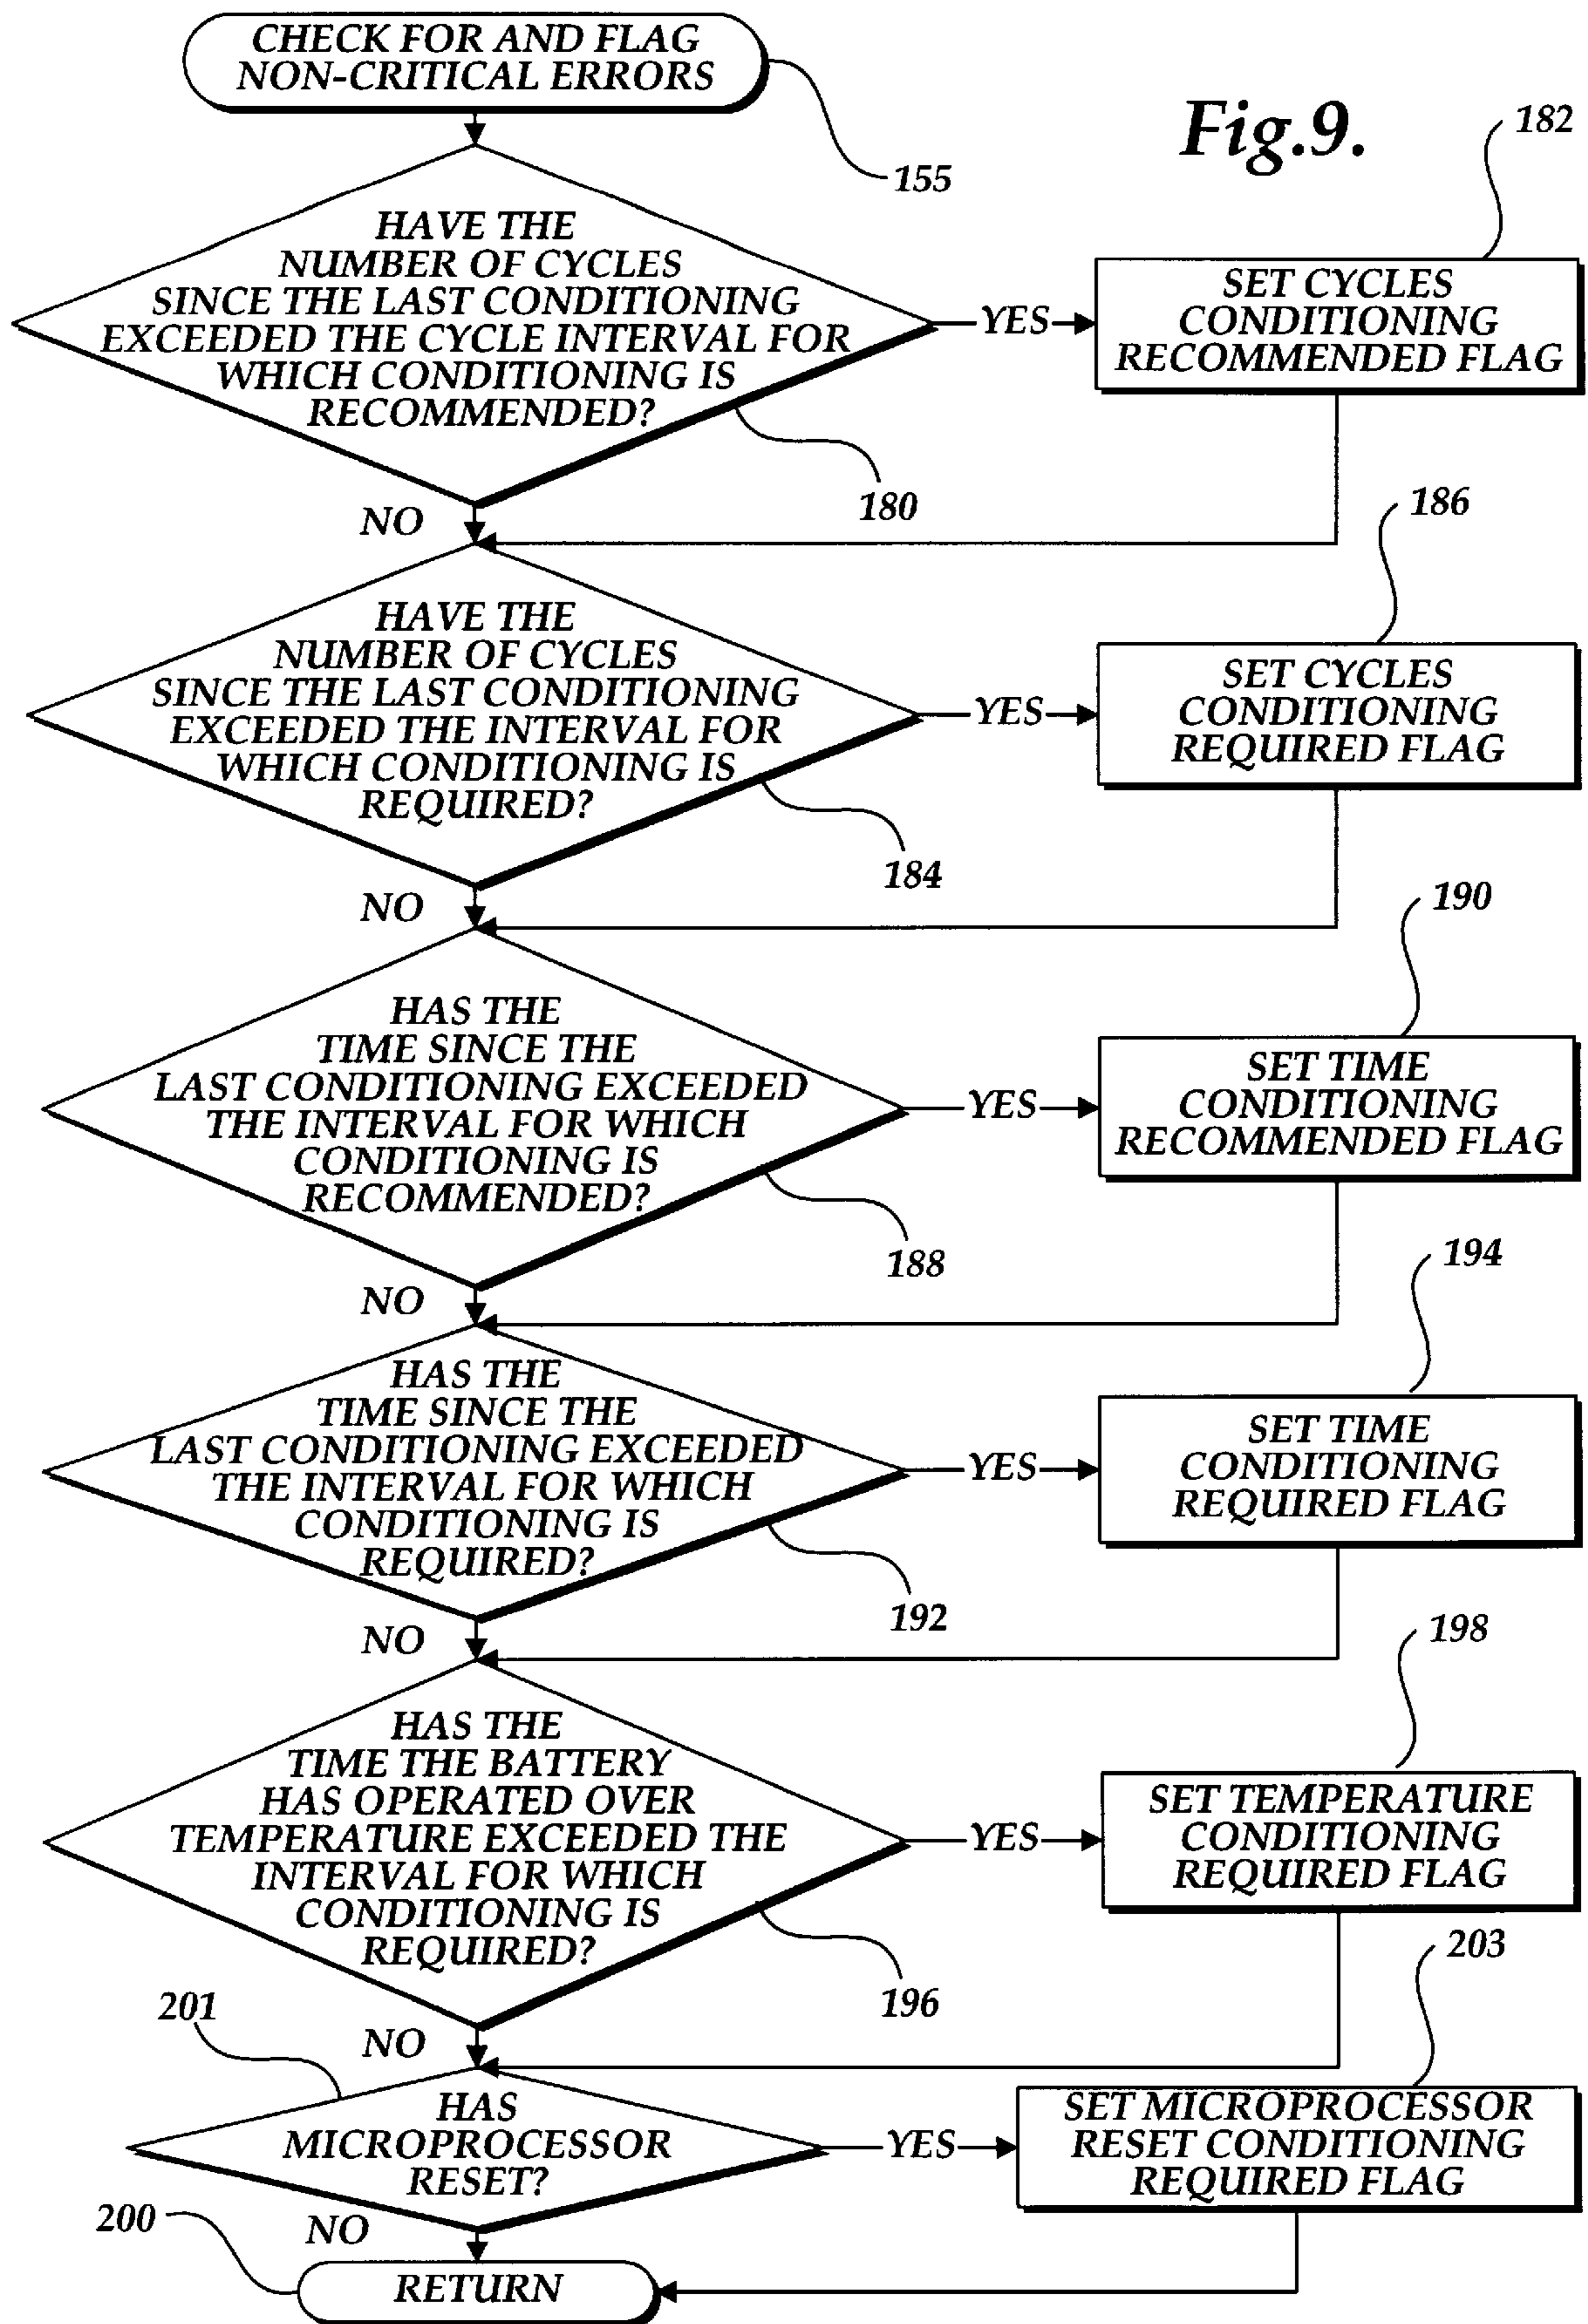 CHECK FOR AND FLAG
NON-CRITICAL ERRORS
155
Fig.9.
182
HAVE THE
NUMBER OF CYCLES
SINCE THE LAST CONDITIONING
EXCEEDED THE CYCLE INTERVAL FOR
WHICH CONDITIONING IS
RECOMMENDED?
YES
SET CYCLES
CONDITIONING
RECOMMENDED FLAG
180
NO
186
HAVE THE
NUMBER OF CYCLES
SINCE THE LAST CONDITIONING
EXCEEDED THE INTERVAL FOR
WHICH CONDITIONING IS
REQUIRED?
YES
SET CYCLES
CONDITIONING
REQUIRED FLAG
184
NO
190
HAS THE
TIME SINCE THE
LAST CONDITIONING EXCEEDED
THE INTERVAL FOR WHICH
CONDITIONING IS
RECOMMENDED?
YES
SET TIME
CONDITIONING
RECOMMENDED FLAG
188
NO
194
HAS THE
TIME SINCE THE
LAST CONDITIONING EXCEEDED
THE INTERVAL FOR WHICH
CONDITIONING IS
REQUIRED?
YES
SET TIME
CONDITIONING
REQUIRED FLAG
192
NO
198
HAS THE
TIME THE BATTERY
HAS OPERATED OVER
TEMPERATURE EXCEEDED THE
INTERVAL FOR WHICH
CONDITIONING IS
REQUIRED?
YES
SET TEMPERATURE
CONDITIONING
REQUIRED FLAG
196
NO
201
203
HAS
MICROPROCESSOR
RESET?
YES
SET MICROPROCESSOR
RESET CONDITIONING
REQUIRED FLAG
200
NO
RETURN